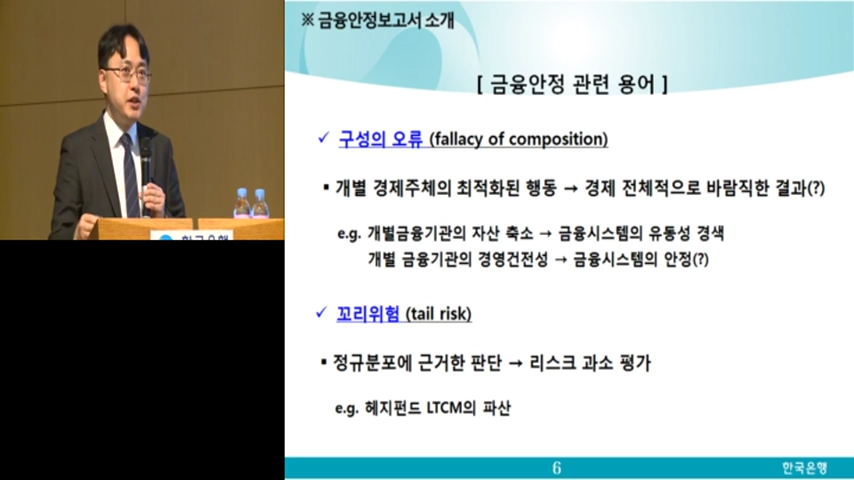 ※ 금융안정보고서 소개
[ 금융안정 관련 용어 ]
✓ 구성의 오류 (fallacy of composition)
▪ 개별 경제주체의 최적화된 행동 → 경제 전체적으로 바람직한 결과(?)
e.g. 개별금융기관의 자산 축소 → 금융시스템의 유동성 경색
개별 금융기관의 경영건전성 → 금융시스템의 안정(?)
✓ 꼬리위험 (tail risk)
▪ 정규분포에 근거한 판단 → 리스크 과소 평가
e.g. 헤지펀드 LTCM의 파산
6
한국은행
한국은행